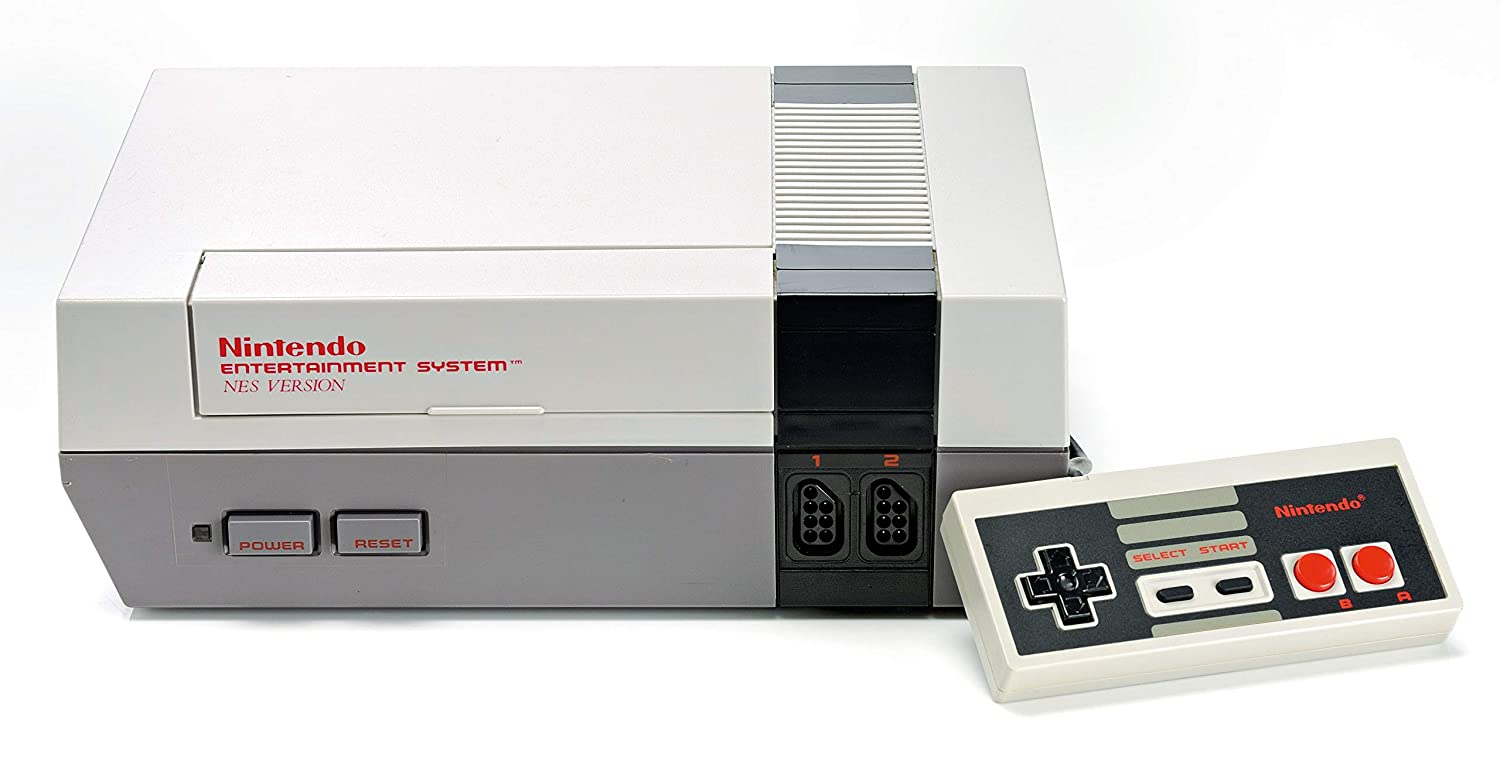 Nintendo
ENTERTAINMENT SYSTEM™
NES VERSION
POWER RESET
1 2
Nintendo®
SELECT START
B A